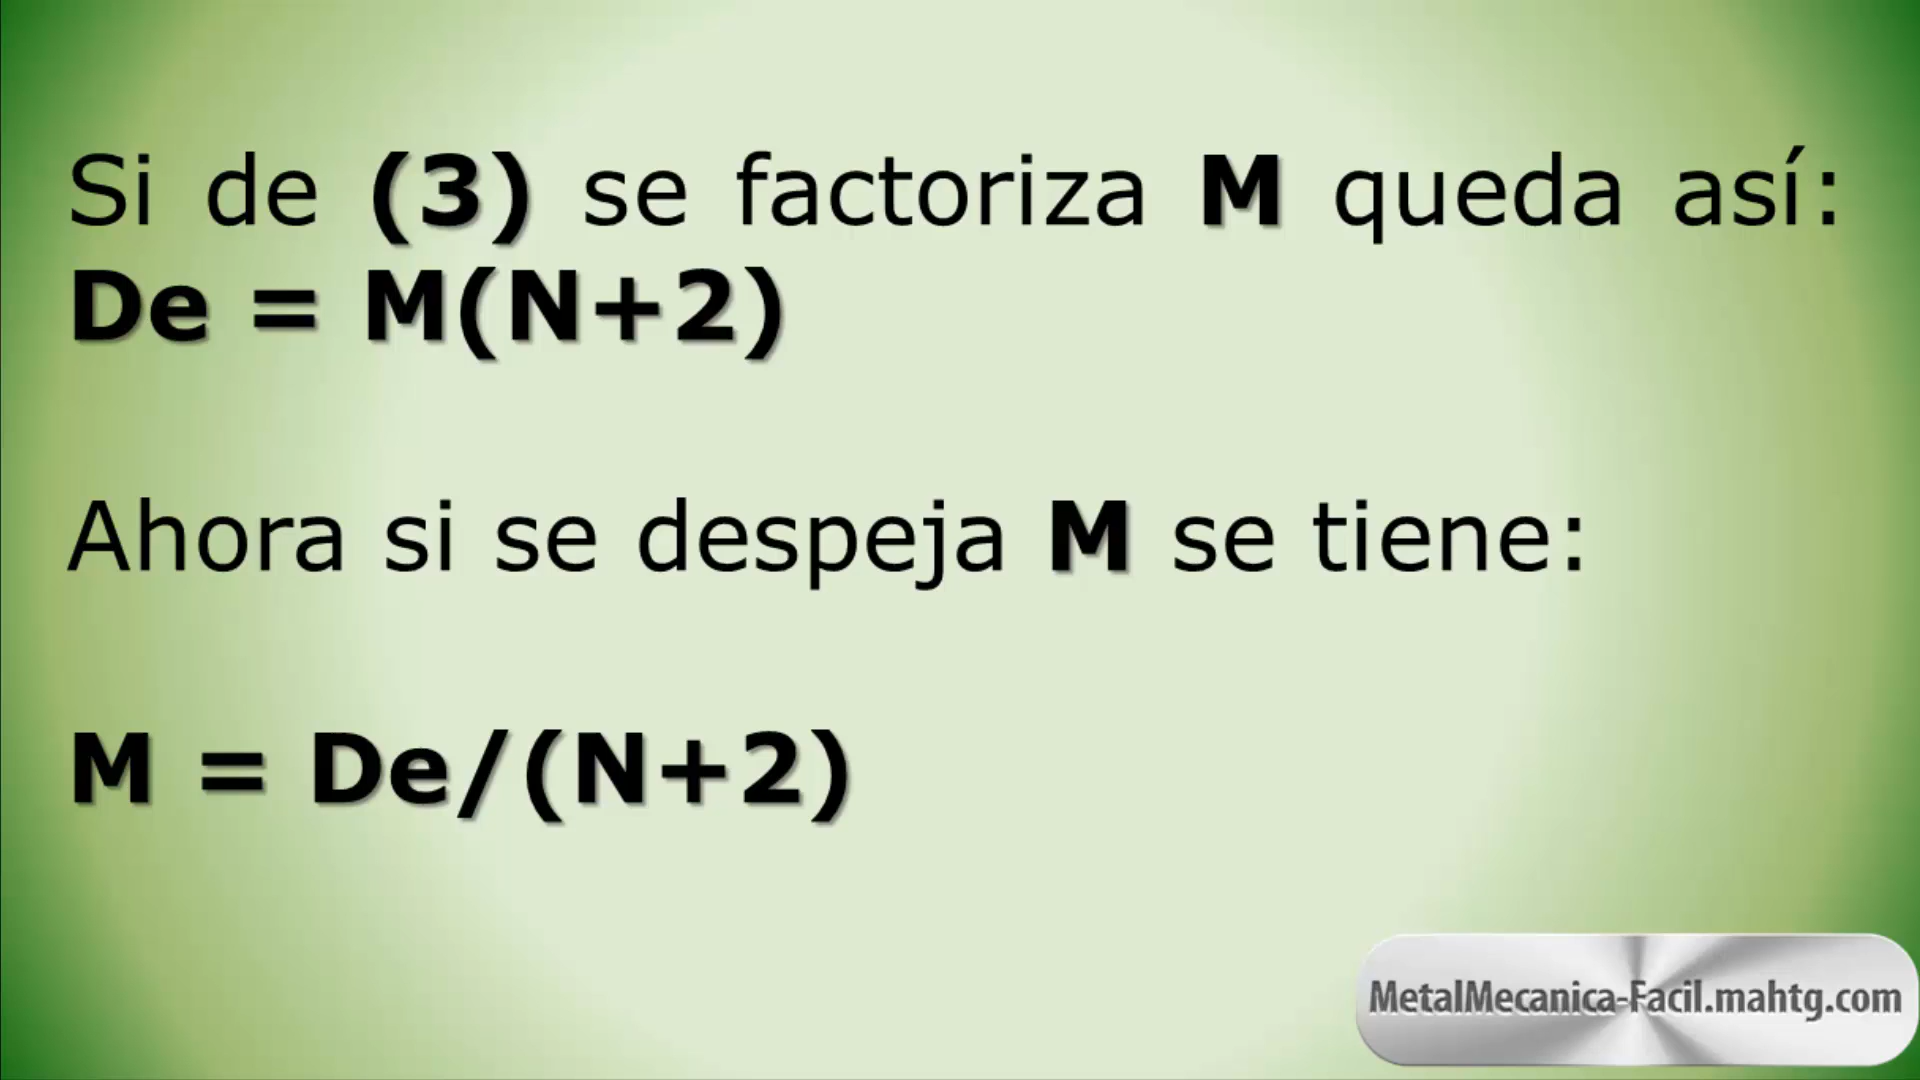 Si de (3) se factoriza M queda así:
De = M(N+2)
Ahora si se despeja M se tiene:
M = De/(N+2)
MetalMecanica-Facil.mahtg.com